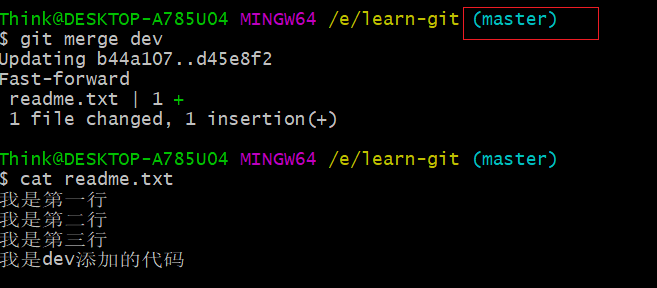 Think@DESKTOP-A785UO4 MINGW64 /e/learn-git (master)
$ git merge dev
Updating b44a107..d45e8f2
Fast-forward
 readme.txt | 1 +
 1 file changed, 1 insertion(+)
Think@DESKTOP-A785UO4 MINGW64 /e/learn-git (master)
$ cat readme.txt
我是第一行
我是第二行
我是第三行
我是dev添加的代码